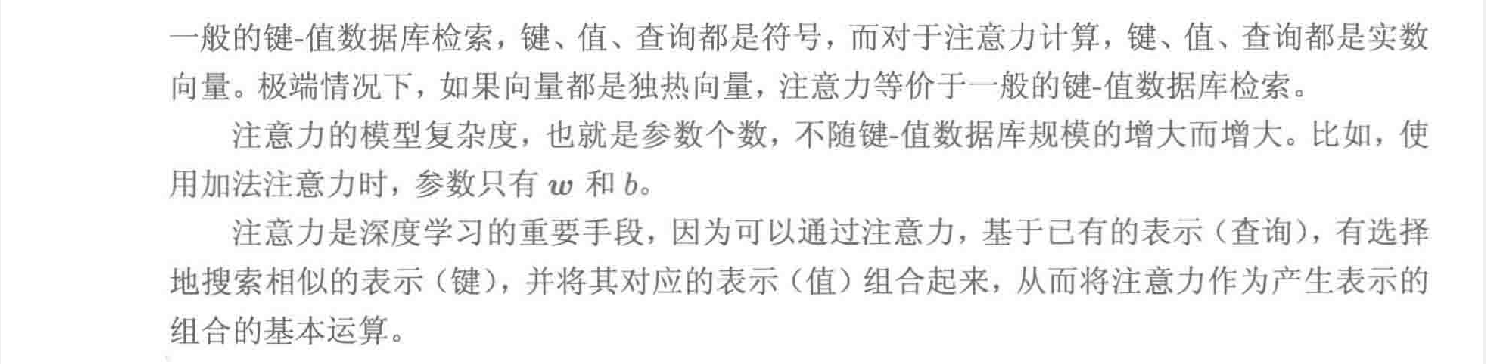 一般的键-值数据库检索，键、值、查询都是符号，而对于注意力计算，键、值、查询都是实数
向量。极端情况下，如果向量都是独热向量，注意力等价于一般的键-值数据库检索。
注意力的模型复杂度，也就是参数个数，不随键-值数据库规模的增大而增大。比如，使
用加法注意力时，参数只有 w 和 b。
注意力是深度学习的重要手段，因为可以通过注意力，基于已有的表示（查询），有选择
地搜索相似的表示（键），并将其对应的表示（值）组合起来，从而将注意力作为产生表示的
组合的基本运算。